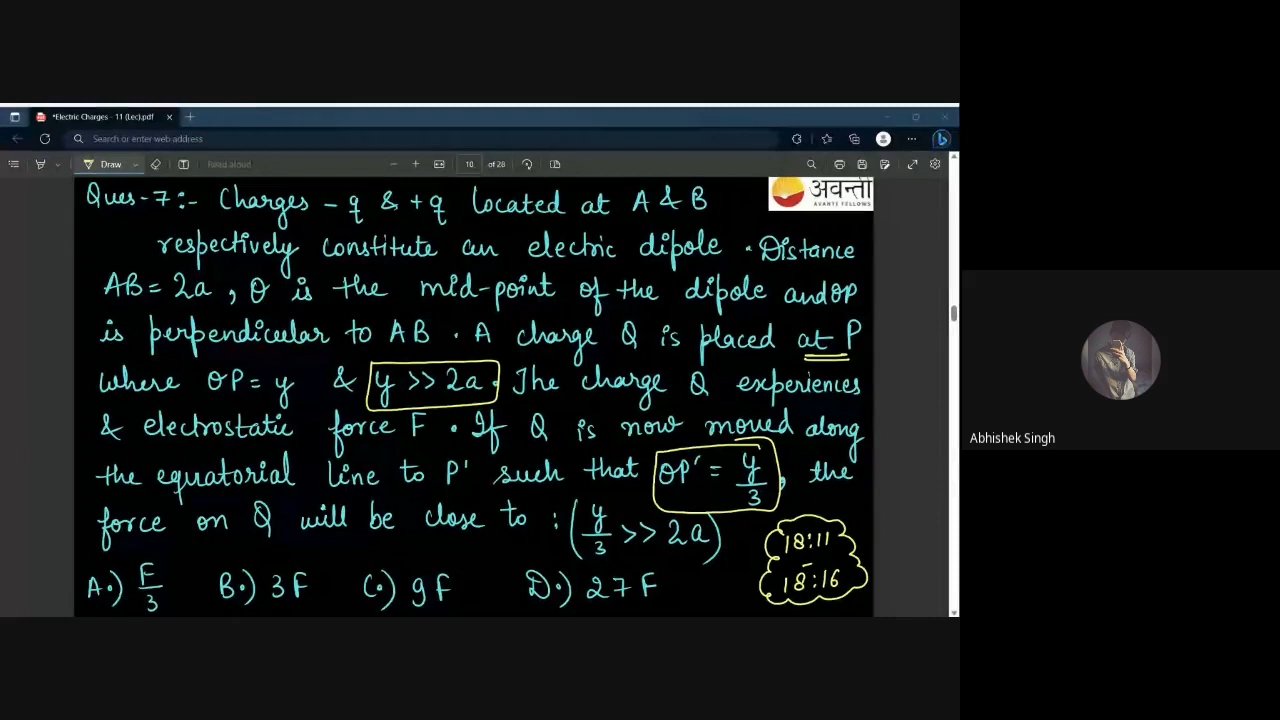 *Electric Charges - 11 (Lec).pdf
Search or enter web address
Draw
10 of 28
Read aloud
Ques-7:- Charges - q & + q located at A & B
अवन्ती
AVANTI FELLOWS
respectively constitute an electric dipole . Distance
AB = 2a , O is the mid-point of the dipole and OP
is perpendicular to AB . A charge Q is placed at P
where OP = y & y >> 2a . The charge Q experiences
& electrostatic force F . If Q is now moved along
the equatorial line to P' such that OP' = y/3 , the
force on Q will be close to : (y/3 >> 2a)
18:11
-
18:16
A.) F/3 B.) 3F C.) 9F D.) 27F
Abhishek Singh